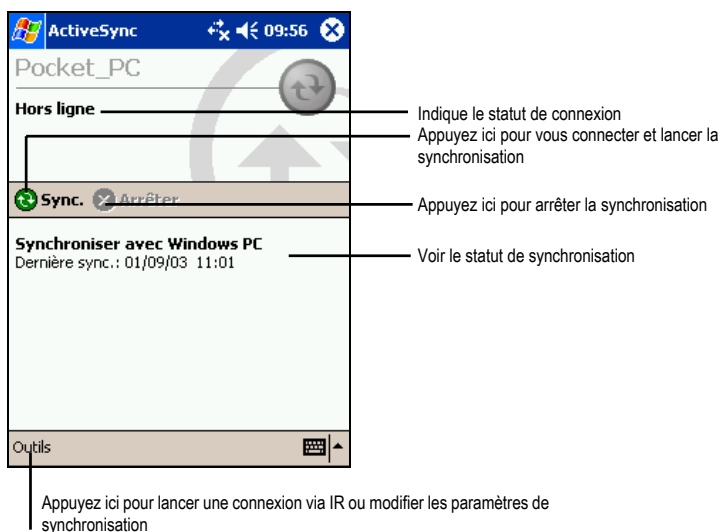 ActiveSync 09:56
Pocket_PC
Hors ligne
Indique le statut de connexion
Appuyez ici pour vous connecter et lancer la
synchronisation
Sync. Arrêter
Appuyez ici pour arrêter la synchronisation
Synchroniser avec Windows PC
Dernière sync.: 01/09/03 11:01
Voir le statut de synchronisation
Outils
Appuyez ici pour lancer une connexion via IR ou modifier les paramètres de
synchronisation